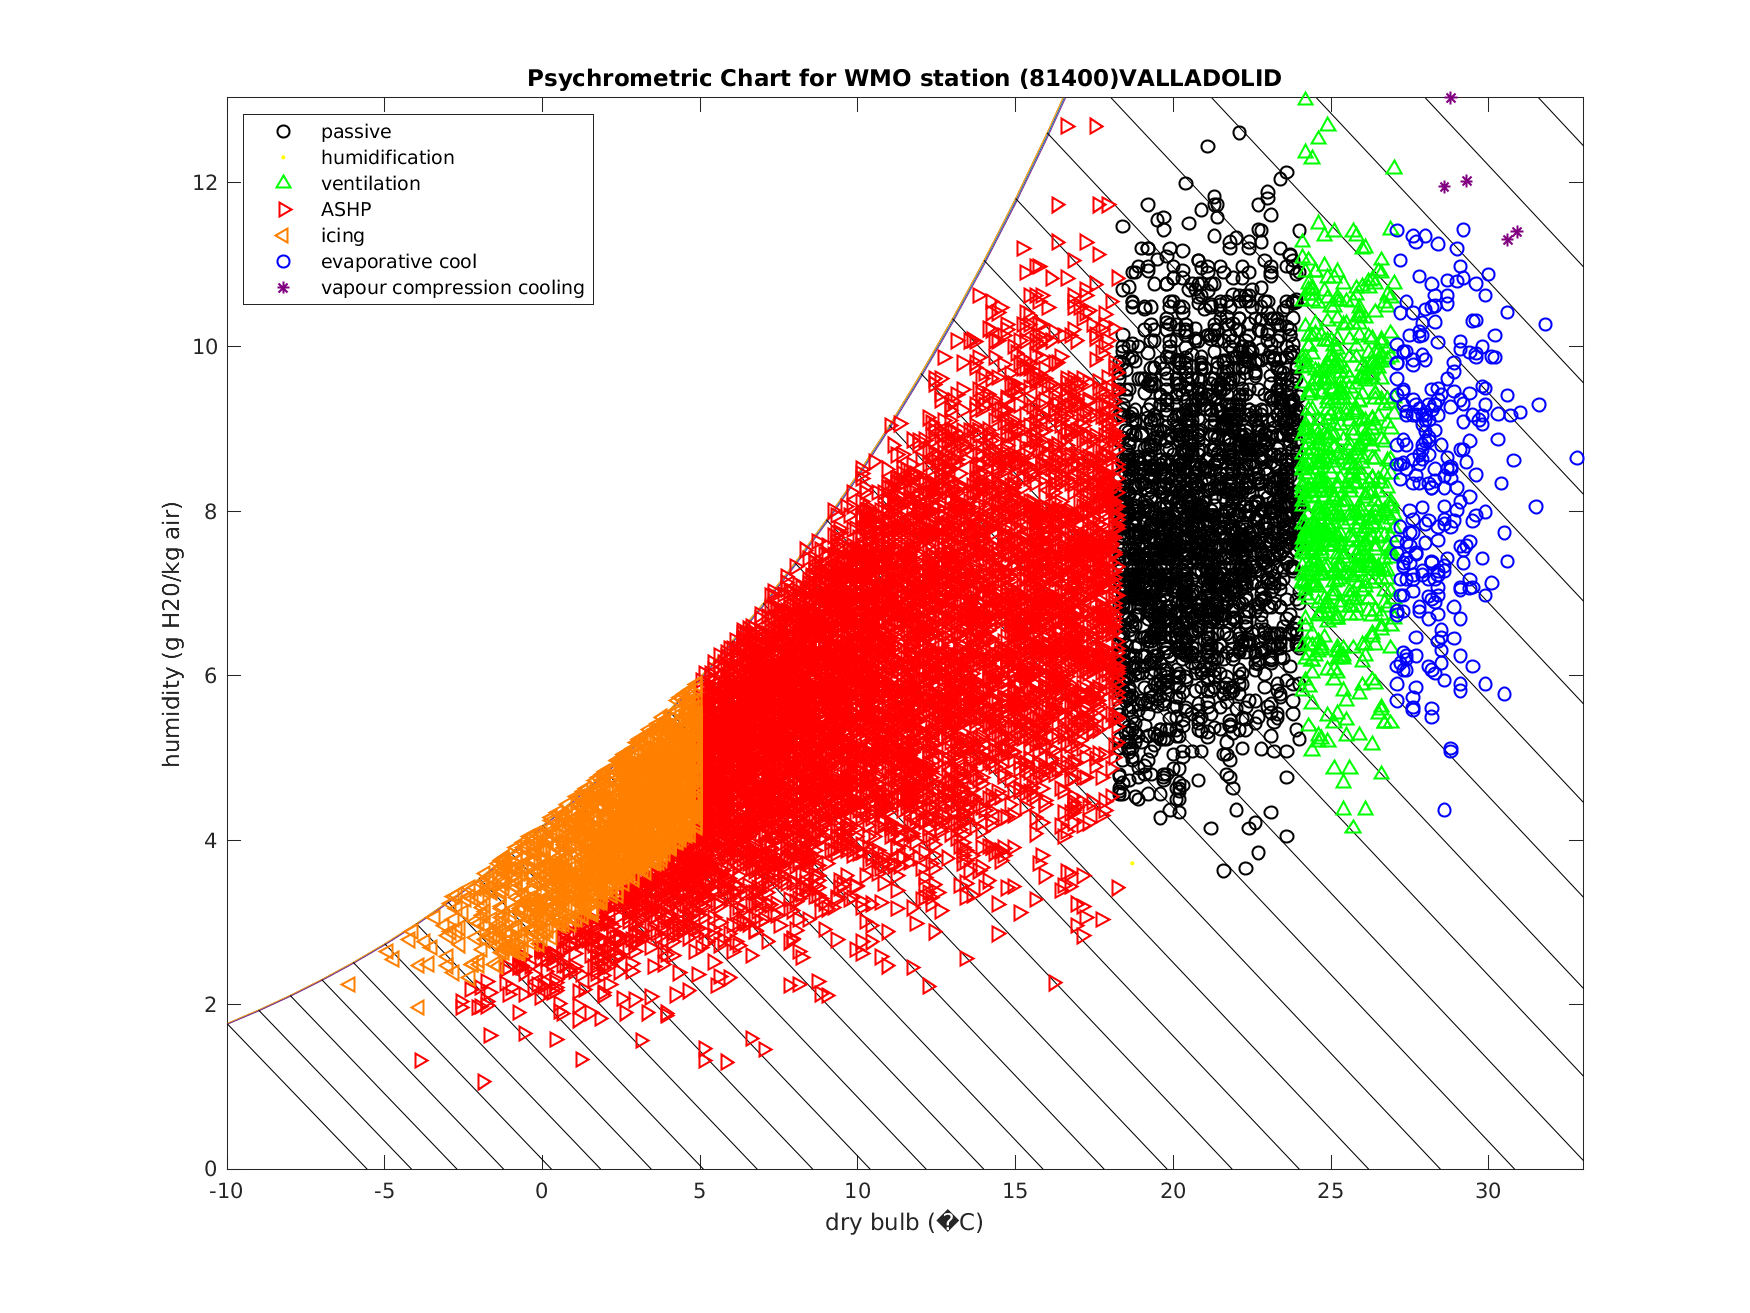 Psychrometric Chart for WMO station (81400)VALLADOLID
passive
humidification
ventilation
ASHP
icing
evaporative cool
vapour compression cooling
humidity (g H20/kg air)
12
10
8
6
4
2
0
-10 -5 0 5 10 15 20 25 30
dry bulb (�C)